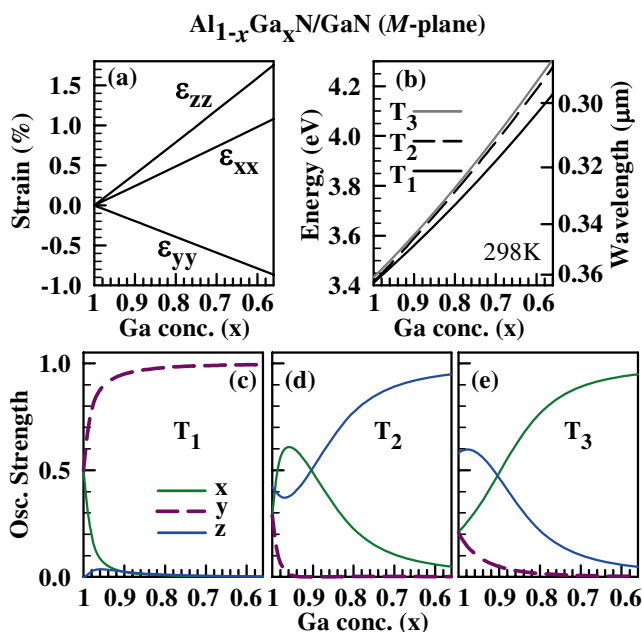 Al1-xGaxN/GaN (M-plane)
(a)
εzz
εxx
εyy
Strain (%)
1.5
1.0
0.5
0.0
-0.5
-1.0
1 0.9 0.8 0.7 0.6
Ga conc. (x)
(b)
T3
T2
T1
298K
Energy (eV)
4.2
4.0
3.8
3.6
3.4
Wavelength (μm)
0.30
0.32
0.34
0.36
1 0.9 0.8 0.7 0.6
Ga conc. (x)
Osc. Strength
1.0
0.5
0.0
(c)
T1
x
y
z
1 0.9 0.8 0.7 0.6
Ga conc. (x)
(d)
T2
1 0.9 0.8 0.7 0.6
Ga conc. (x)
(e)
T3
1 0.9 0.8 0.7 0.6
Ga conc. (x)